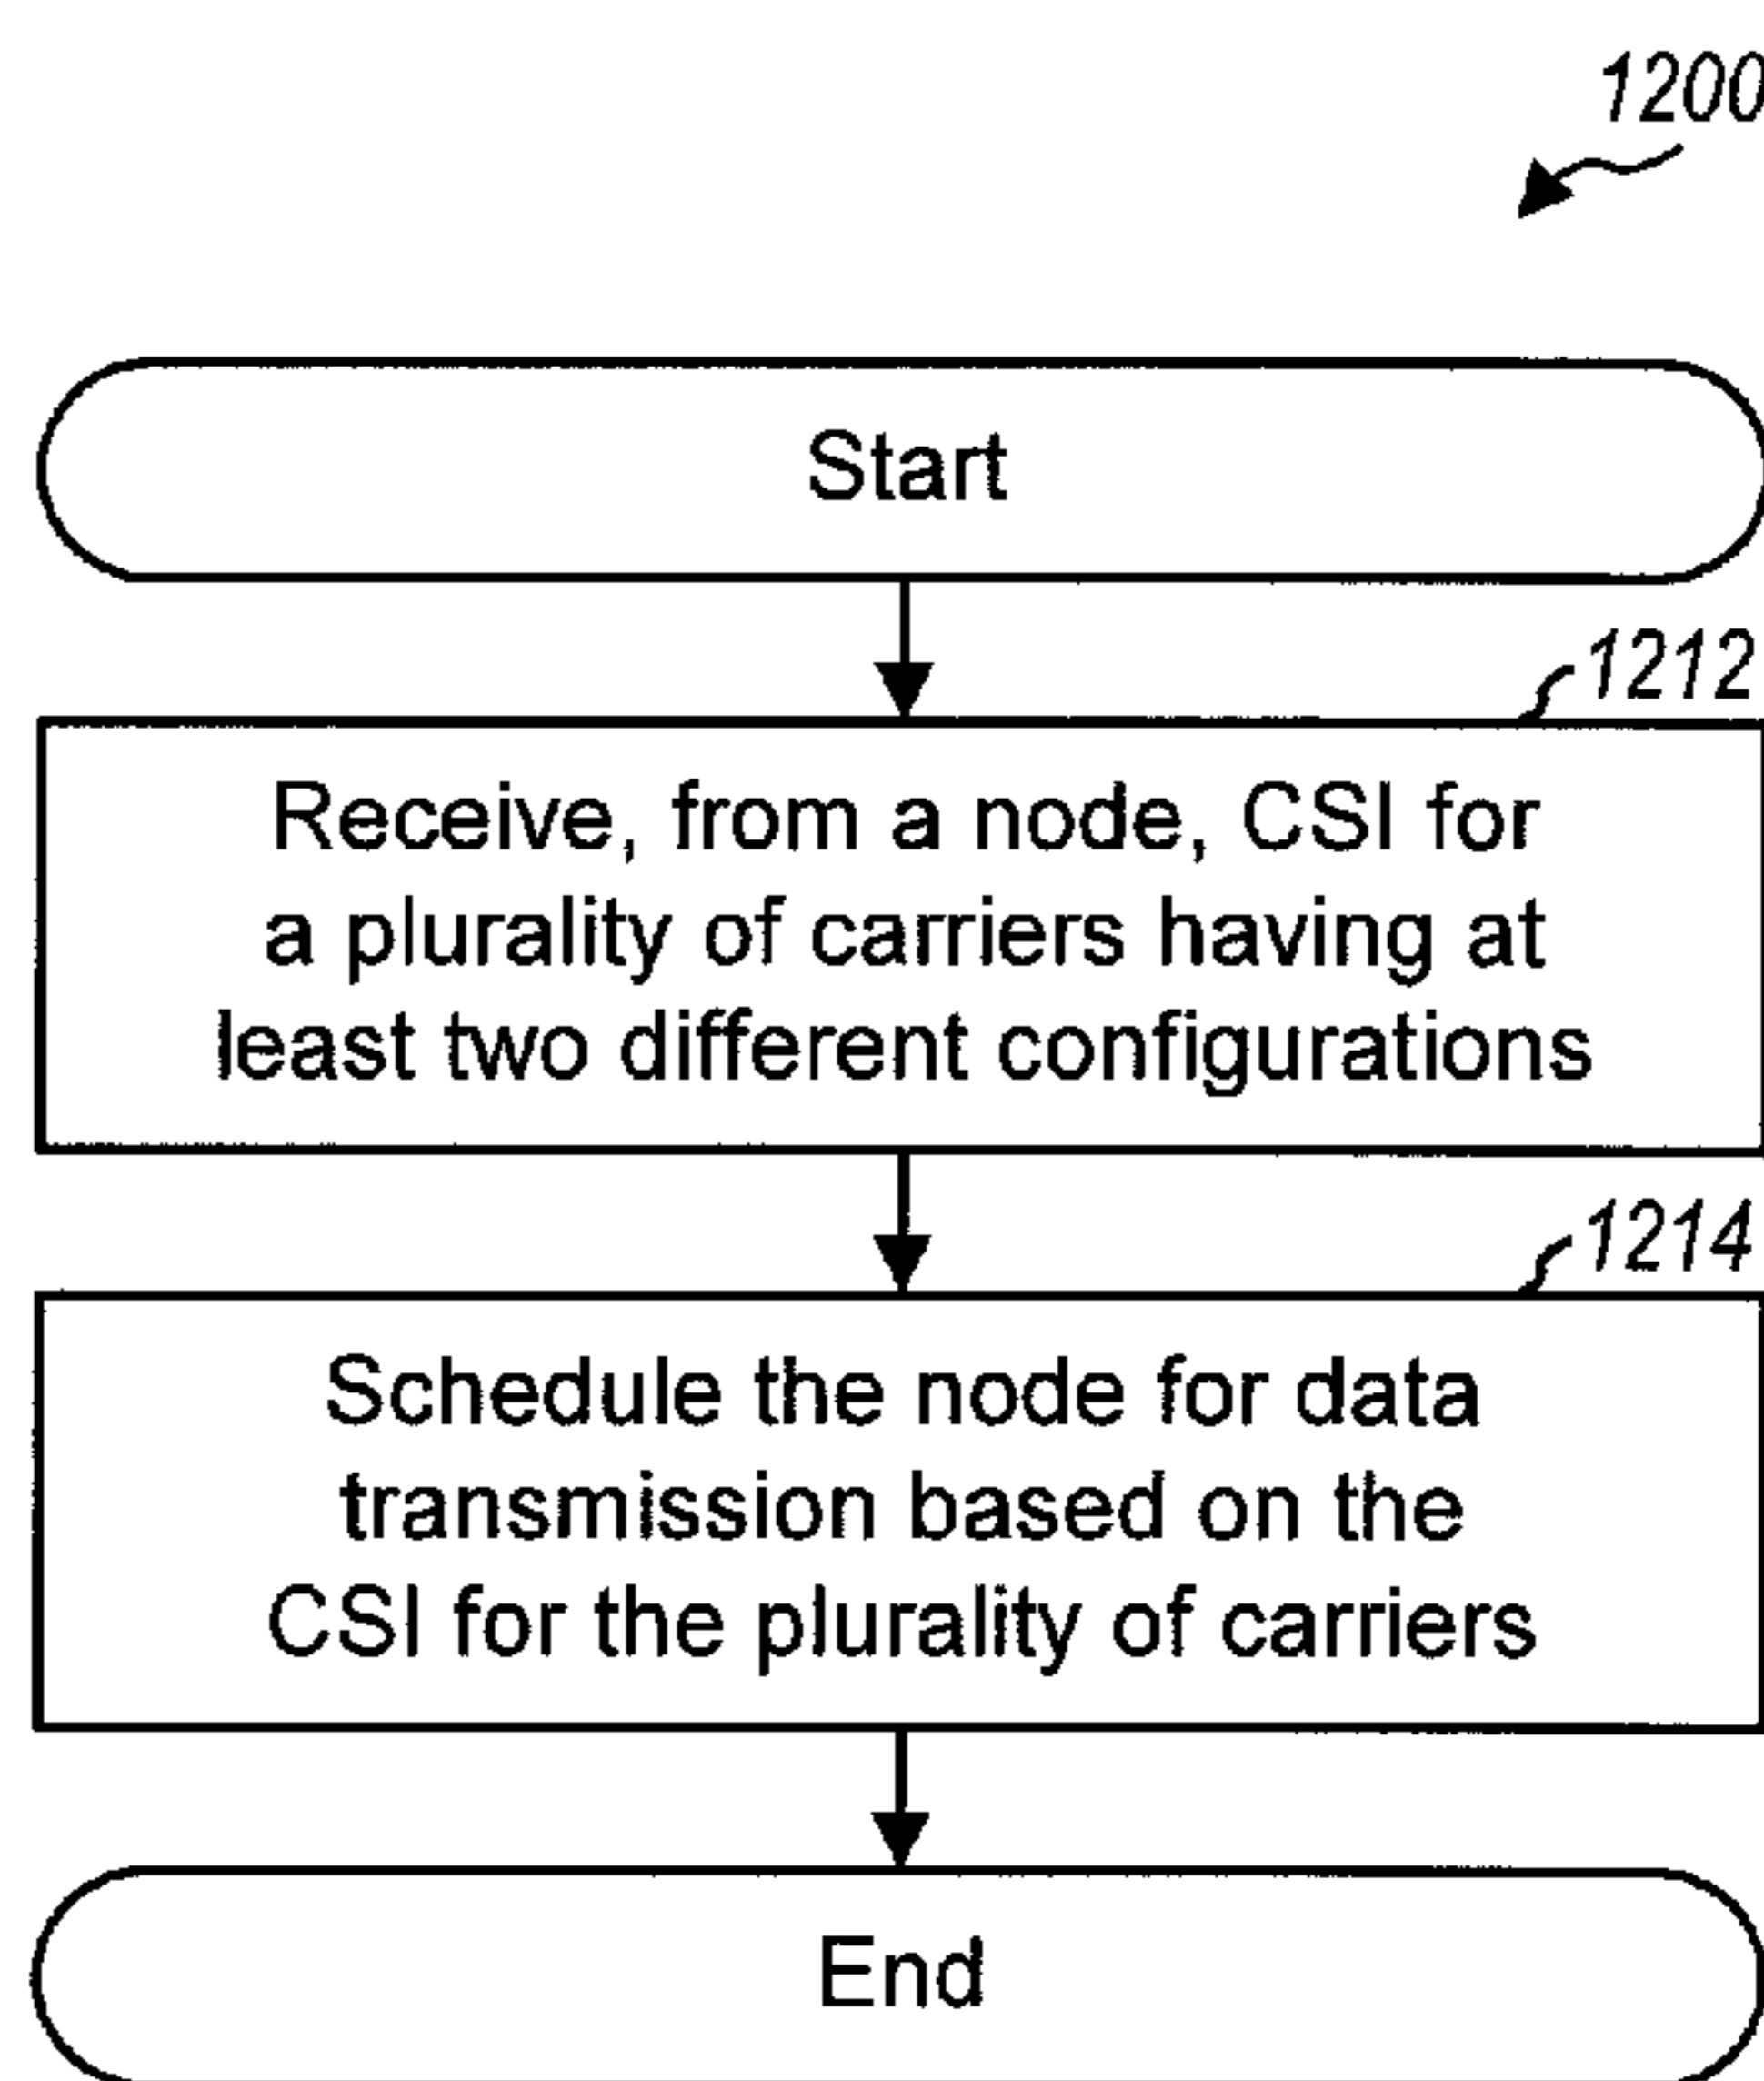 1200
Start
1212
Receive, from a node, CSI for
a plurality of carriers having at
least two different configurations
1214
Schedule the node for data
transmission based on the
CSI for the plurality of carriers
End